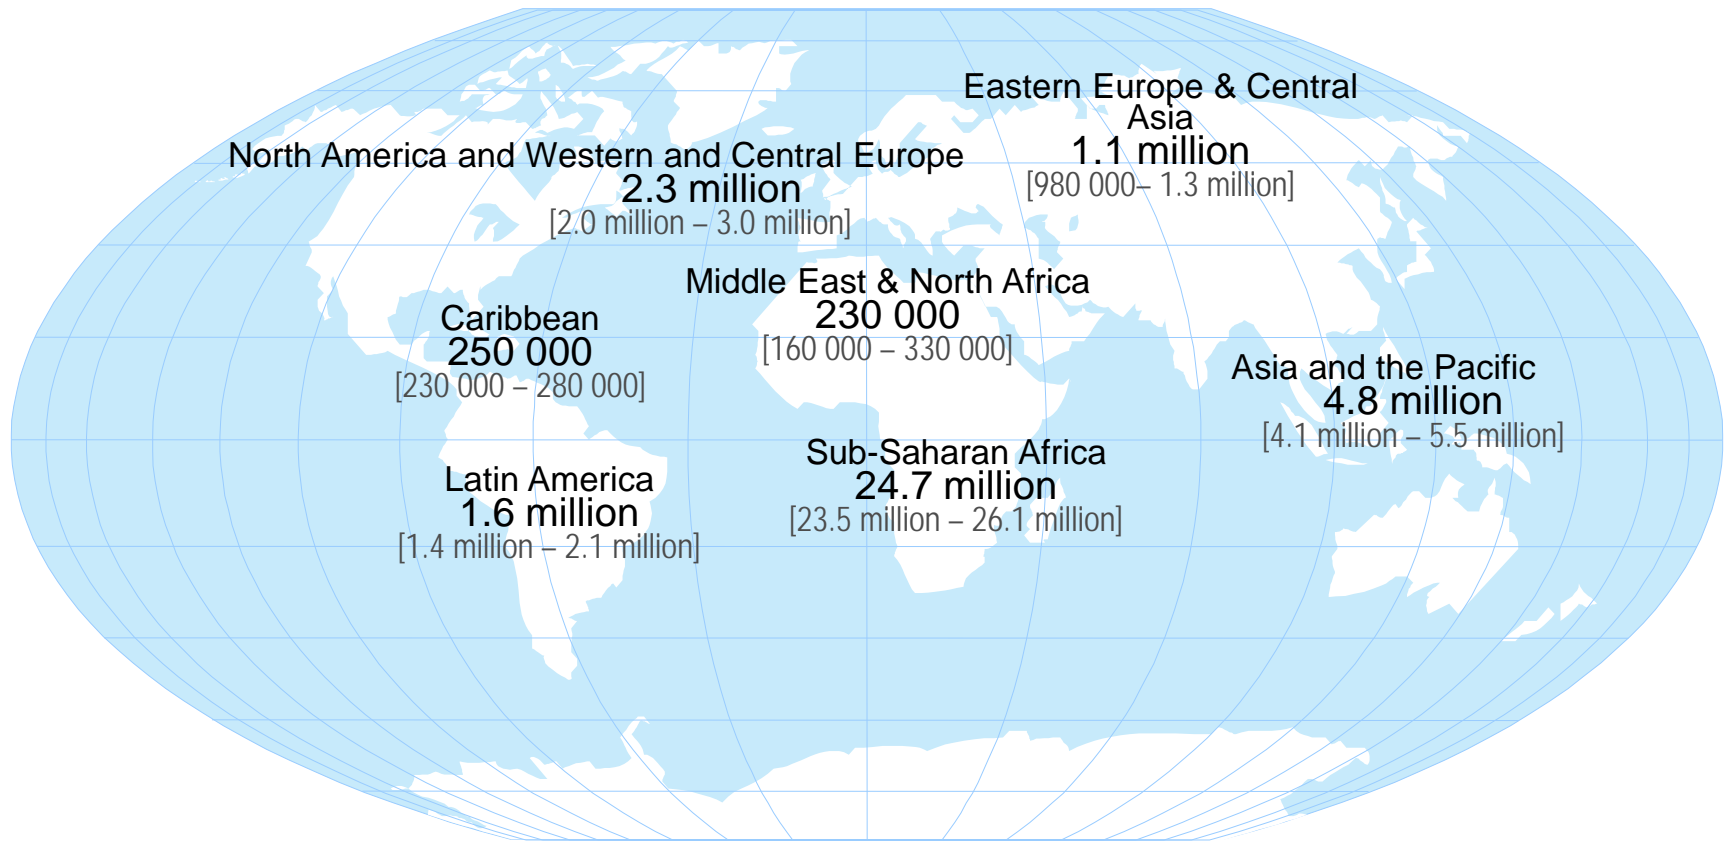 Eastern Europe & Central
Asia
1.1 million
[980 000– 1.3 million]
North America and Western and Central Europe
2.3 million
[2.0 million – 3.0 million]
Middle East & North Africa
230 000
[160 000 – 330 000]
Caribbean
250 000
[230 000 – 280 000]
Asia and the Pacific
4.8 million
[4.1 million – 5.5 million]
Sub-Saharan Africa
24.7 million
[23.5 million – 26.1 million]
Latin America
1.6 million
[1.4 million – 2.1 million]